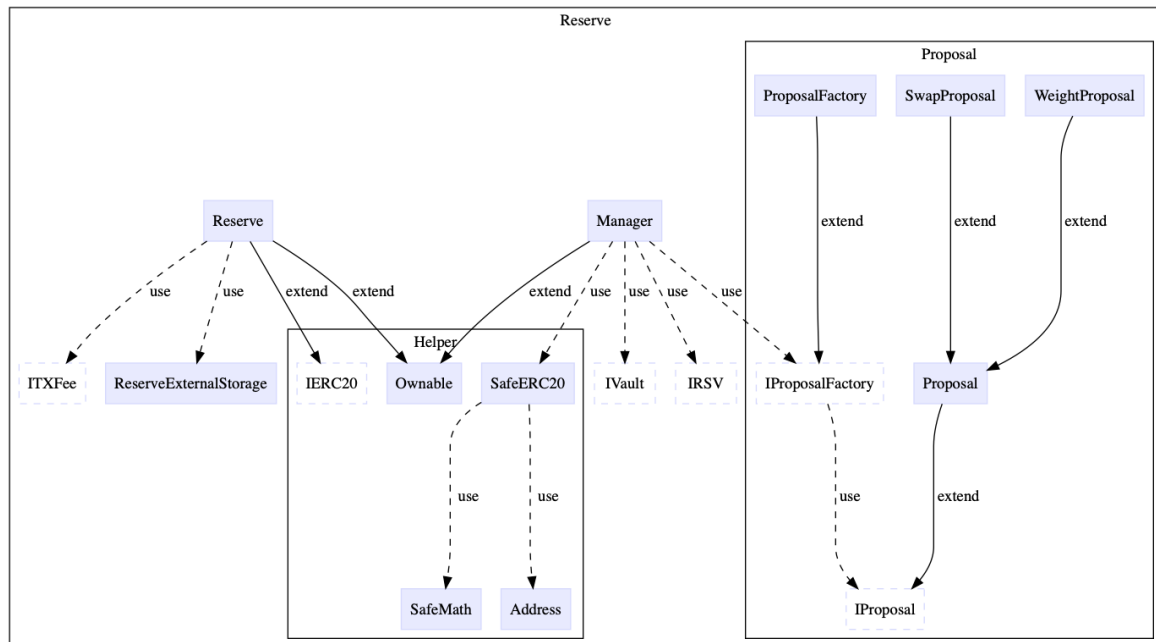 Reserve
Proposal
ProposalFactory
SwapProposal
WeightProposal
Reserve
Manager
extend
extend
extend
use
use
extend
extend
extend
use
use
use
use
Helper
ITXFee
ReserveExternalStorage
IERC20
Ownable
SafeERC20
IVault
IRSV
IProposalFactory
Proposal
use
use
use
extend
SafeMath
Address
IProposal